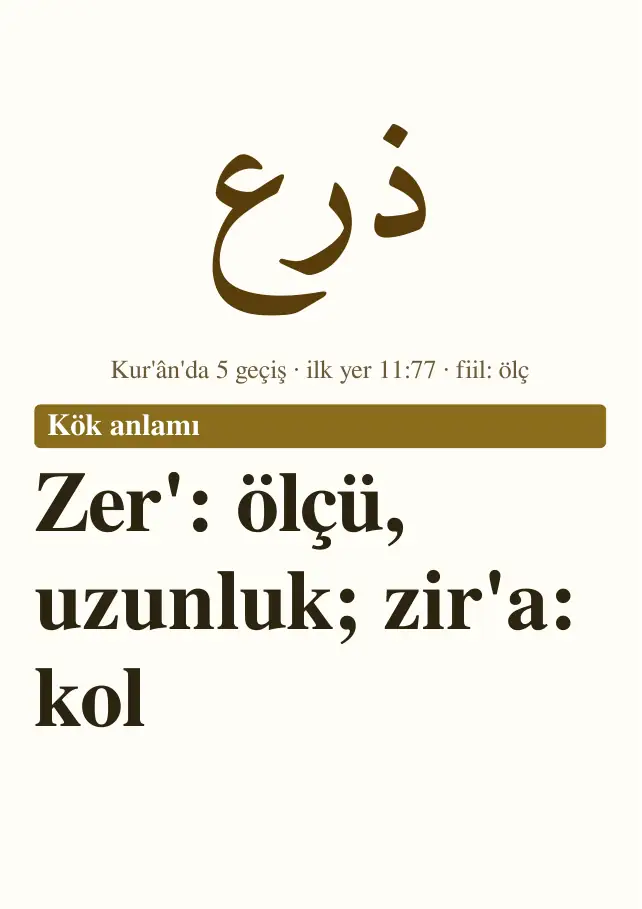 ذرع
Kur'ân'da 5 geçiş · ilk yer 11:77 · fiil: ölç
Kök anlamı
Zer': ölçü,
uzunluk; zir'a:
kol